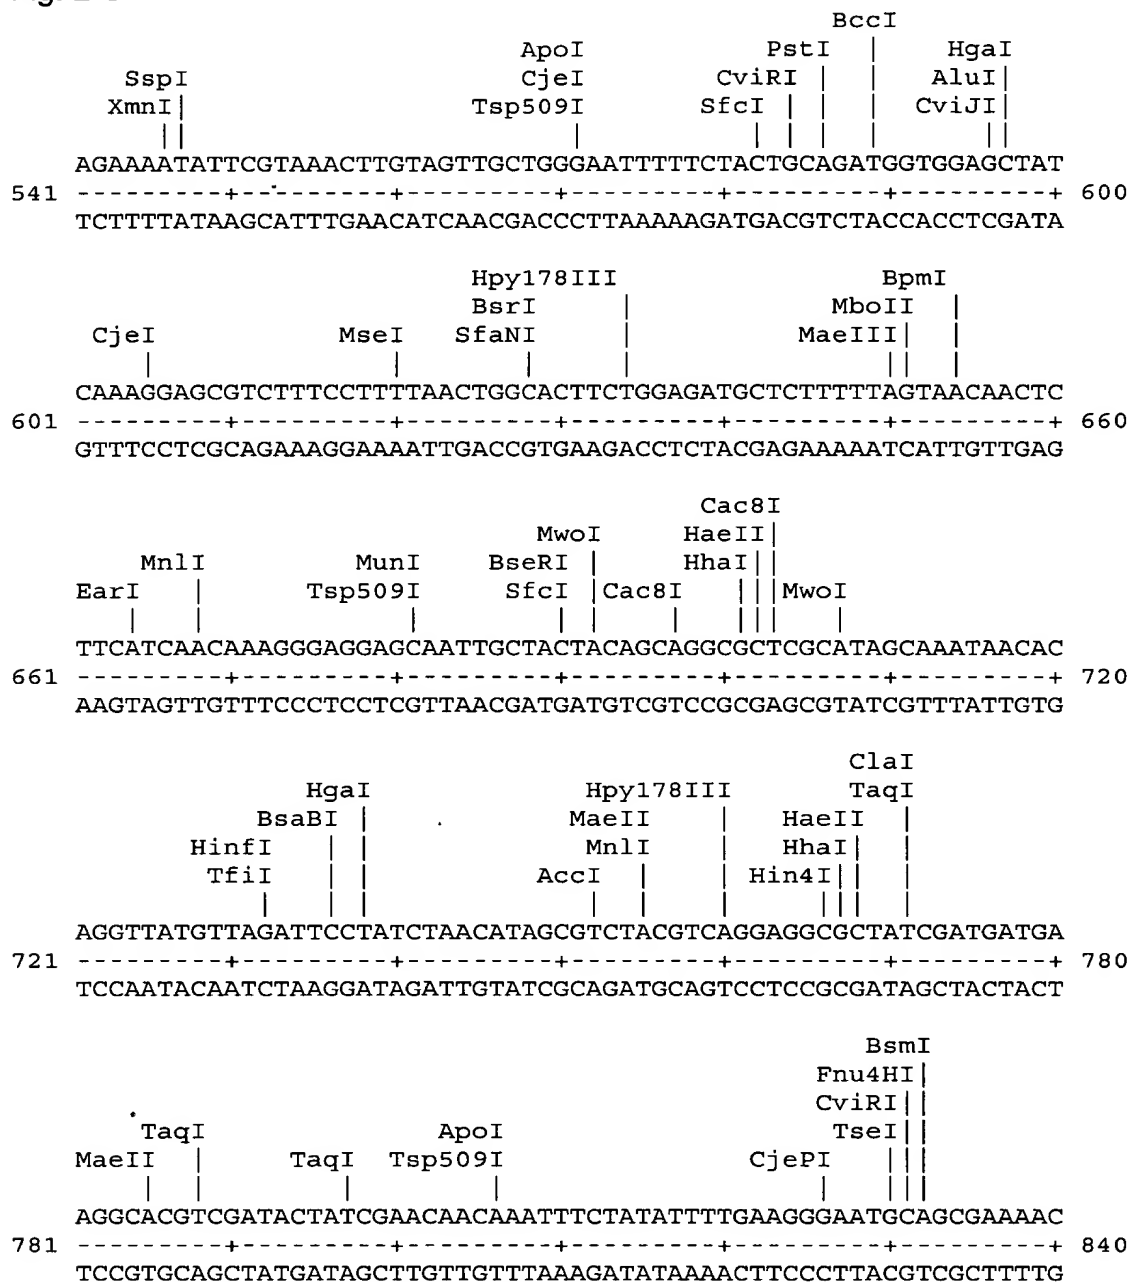 BccI
ApoI PstI HgaI
SspI CjeI CviRI AluI
XmnI Tsp509I SfcI CviJI
AGAAAATATTCGTAAACTTGTAGTTGCTGGGAATTTTTCTACTGCAGATGGTGGAGCTAT
541 ---------+---------+---------+---------+---------+---------+ 600
TCTTTTATAAGCATTTGAACATCAACGACCCTTAAAAAGATGACGTCTACCACCTCGATA
Hpy178III BpmI
BsrI MboII
CjeI MseI SfaNI MaeIII
CAAAGGAGCGTCTTTCCTTTTAACTGGCACTTCTGGAGATGCTCTTTTTAGTAACAACTC
601 ---------+---------+---------+---------+---------+---------+ 660
GTTTCCTCGCAGAAAGGAAAATTGACCGTGAAGACCTCTACGAGAAAAATCATTGTTGAG
Cac8I
MwoI HaeII
MnlI MunI BseRI HhaI
EarI Tsp509I SfcI Cac8I MwoI
TTCATCAACAAAGGGAGGAGCAATTGCTACTACAGCAGGCGCTCGCATAGCAAATAACAC
661 ---------+---------+---------+---------+---------+---------+ 720
AAGTAGTTGTTTCCCTCCTCGTTAACGATGATGTCGTCCGCGAGCGTATCGTTTATTGTG
ClaI
HgaI Hpy178III TaqI
BsaBI MaeII HaeII
HinfI MnlI HhaI
TfiI AccI Hin4I
AGGTTATGTTAGATTCCTATCTAACATAGCGTCTACGTCAGGAGGCGCTATCGATGATGA
721 ---------+---------+---------+---------+---------+---------+ 780
TCCAATACAATCTAAGGATAGATTGTATCGCAGATGCAGTCCTCCGCGATAGCTACTACT
BsmI
Fnu4HI
CviRI
TaqI ApoI TseI
MaeII TaqI Tsp509I CjePI
AGGCACGTCGATACTATCGAACAACAAATTTCTATATTTTGAAGGGAATGCAGCGAAAAC
781 ---------+---------+---------+---------+---------+---------+ 840
TCCGTGCAGCTATGATAGCTTGTTGTTTAAAGATATAAAACTTCCCTTACGTCGCTTTTG